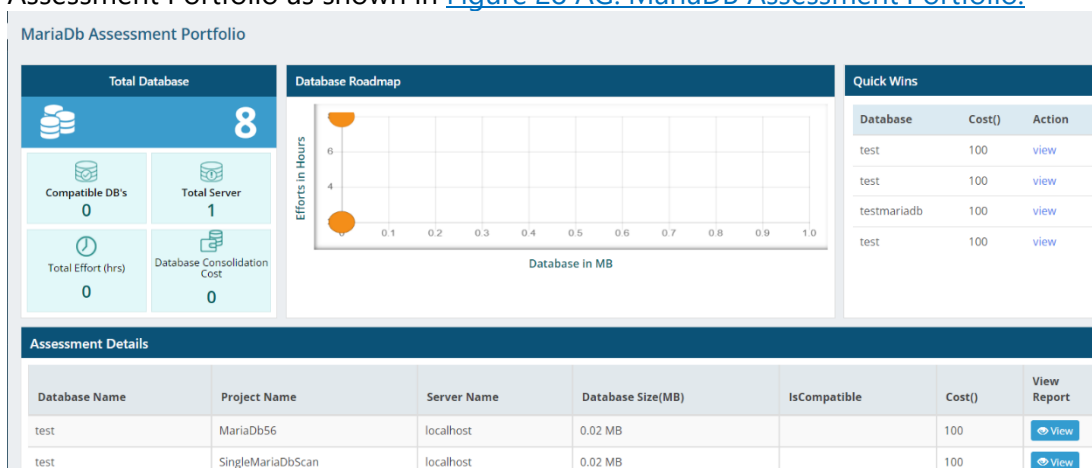 Assessment Portfolio as shown in Figure 28 AG: MariaDB Assessment Portfolio.
MariaDb Assessment Portfolio
Total Database
8
Compatible DB's
0
Total Server
1
Total Effort (hrs)
0
Database Consolidation
Cost
0
Database Roadmap
Efforts in Hours
6
4
0.1 0.2 0.3 0.4 0.5 0.6 0.7 0.8 0.9 1.0
Database in MB
Quick Wins
Database Cost() Action
test 100 view
test 100 view
testmariadb 100 view
test 100 view
Assessment Details
Database Name Project Name Server Name Database Size(MB) IsCompatible Cost() View
Report
test MariaDb56 localhost 0.02 MB 100 View
test SingleMariaDbScan localhost 0.02 MB 100 View